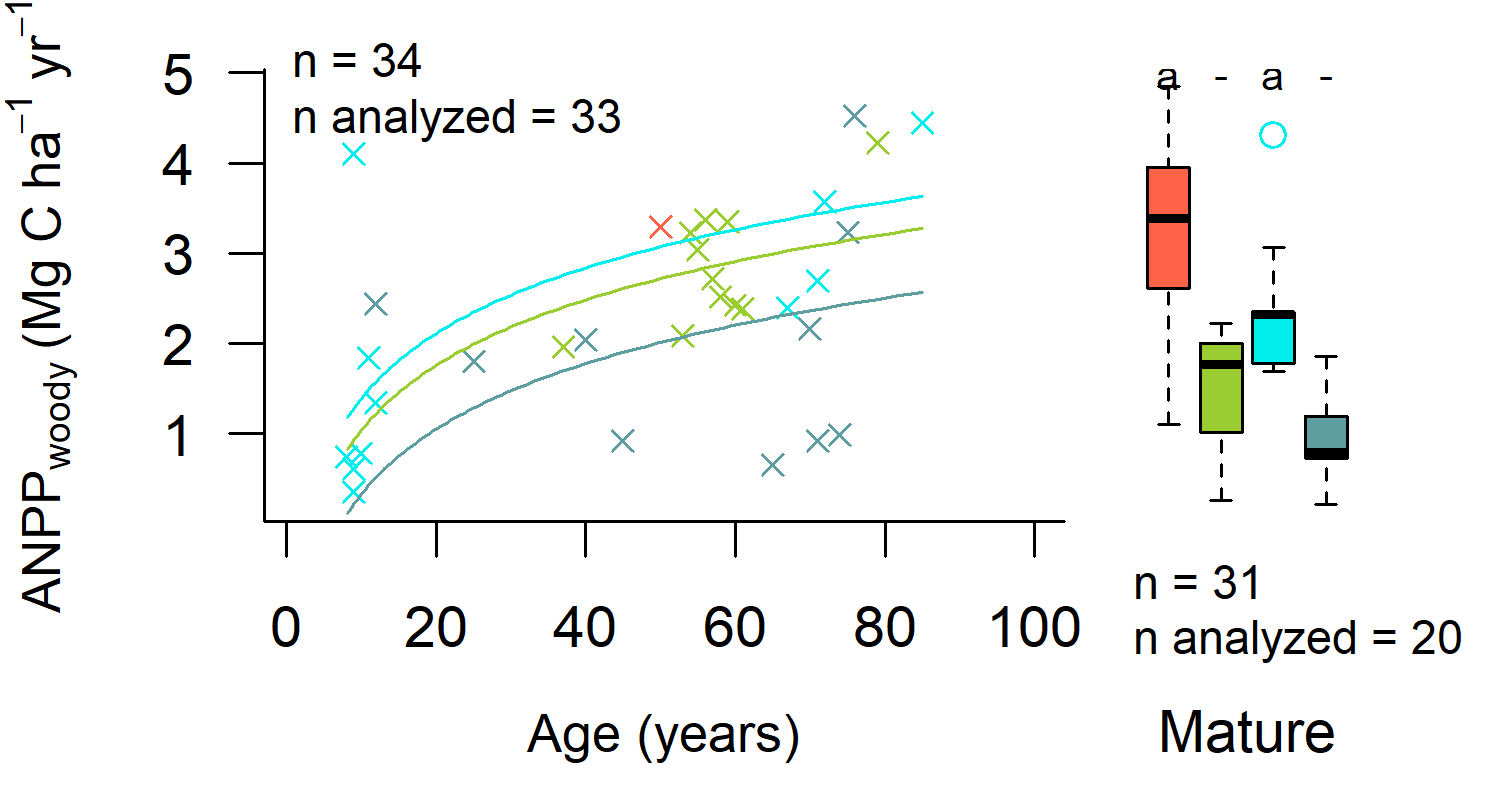 n = 34
n analyzed = 33
ANPPwoody (Mg C ha−1 yr−1)
5
4
3
2
1
0 20 40 60 80 100
Age (years)
a - a -
n = 31
n analyzed = 20
Mature